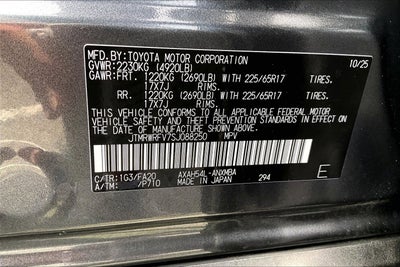 MFD.BY:TOYOTA MOTOR CORPORATION 10/25
GVWR:2230KG (4920LB)
GAWR:FRT. 1220KG (2690LB) WITH 225/65R17 TIRES.
17X7J RIMS.
RR. 1220KG (2690LB) WITH 225/65R17 TIRES.
17X7J RIMS.
THIS VEHICLE CONFORMS TO ALL APPLICABLE FEDERAL MOTOR
VEHICLE SAFETY AND THEFT PREVENTION STANDARDS IN EFFECT ON THE
DATE OF MANUFACTURE SHOWN ABOVE.
JTMRWRFV7SJ088250 MPV
C/TR:1G3/FA20 AXAH54L-ANXMBA
A/TM: /P710 MADE IN JAPAN 294 E